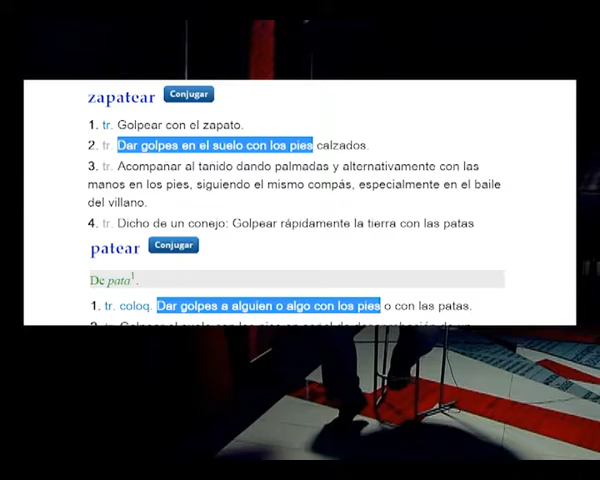 zapatear Conjugar
1. tr. Golpear con el zapato.
2. tr. Dar golpes en el suelo con los pies calzados.
3. tr. Acompanar al tanido dando palmadas y alternativamente con las
manos en los pies, siguiendo el mismo compás, especialmente en el baile
del villano.
4. tr. Dicho de un conejo: Golpear rápidamente la tierra con las patas
patear Conjugar
De pata1.
1. tr. coloq. Dar golpes a alguien o algo con los pies o con las patas.